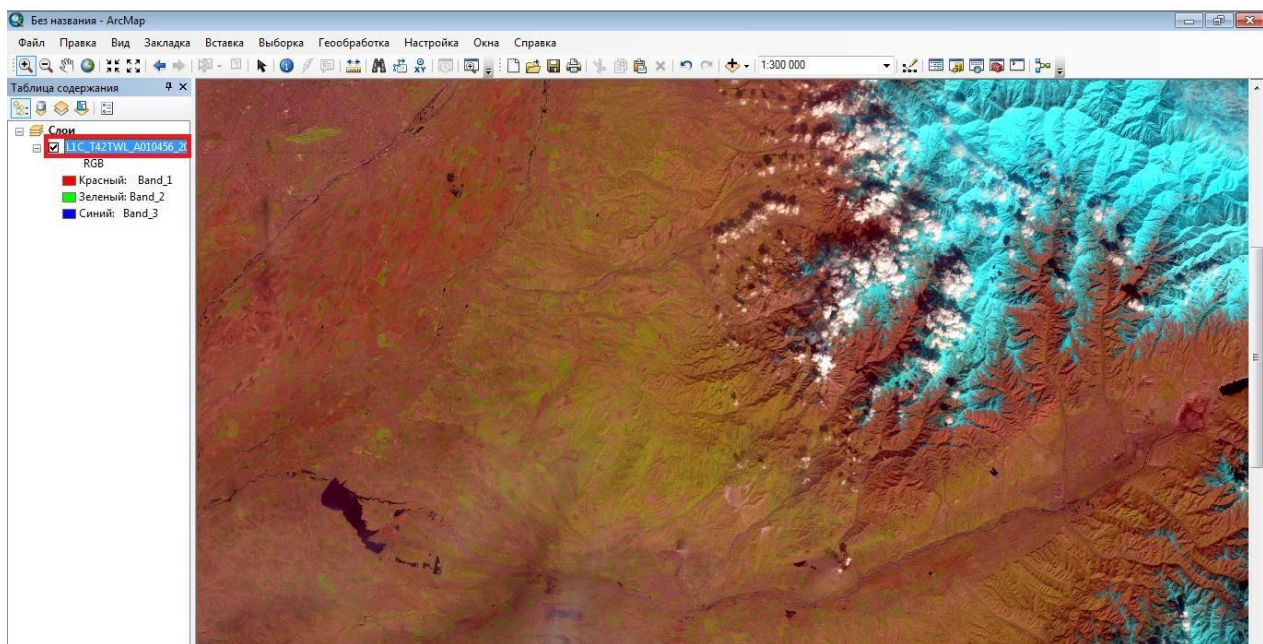 Без названия - ArcMap
Файл Правка Вид Закладка Вставка Выборка Геообработка Настройка Окна Справка
1:300 000
Таблица содержания
Слои
L1C_T42TWL_A010456_20
RGB
Красный: Band_1
Зеленый: Band_2
Синий: Band_3